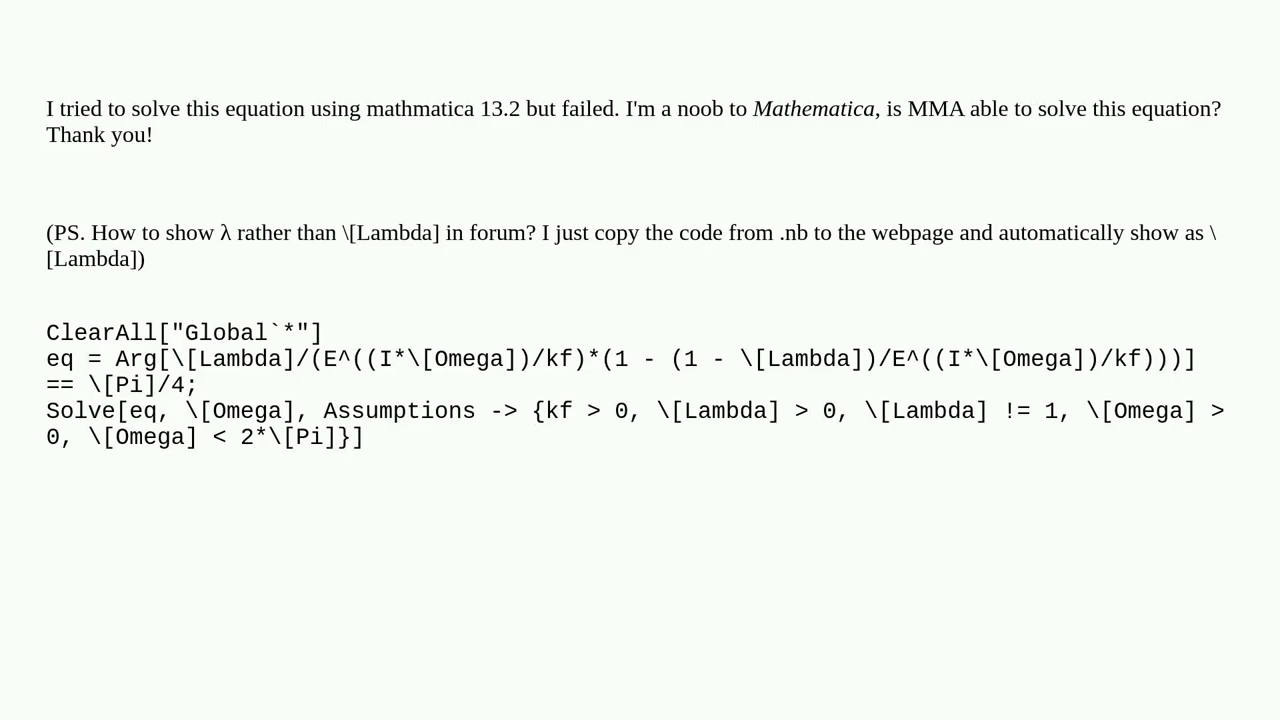 I tried to solve this equation using mathmatica 13.2 but failed. I'm a noob to Mathematica, is MMA able to solve this equation?
Thank you!
(PS. How to show λ rather than \[Lambda] in forum? I just copy the code from .nb to the webpage and automatically show as \
[Lambda])
ClearAll["Global`*"]
eq = Arg[\[Lambda]/(E^((I*\[Omega])/kf)*(1 - (1 - \[Lambda])/E^((I*\[Omega])/kf)))]
== \[Pi]/4;
Solve[eq, \[Omega], Assumptions -> {kf > 0, \[Lambda] > 0, \[Lambda] != 1, \[Omega] >
0, \[Omega] < 2*\[Pi]}]